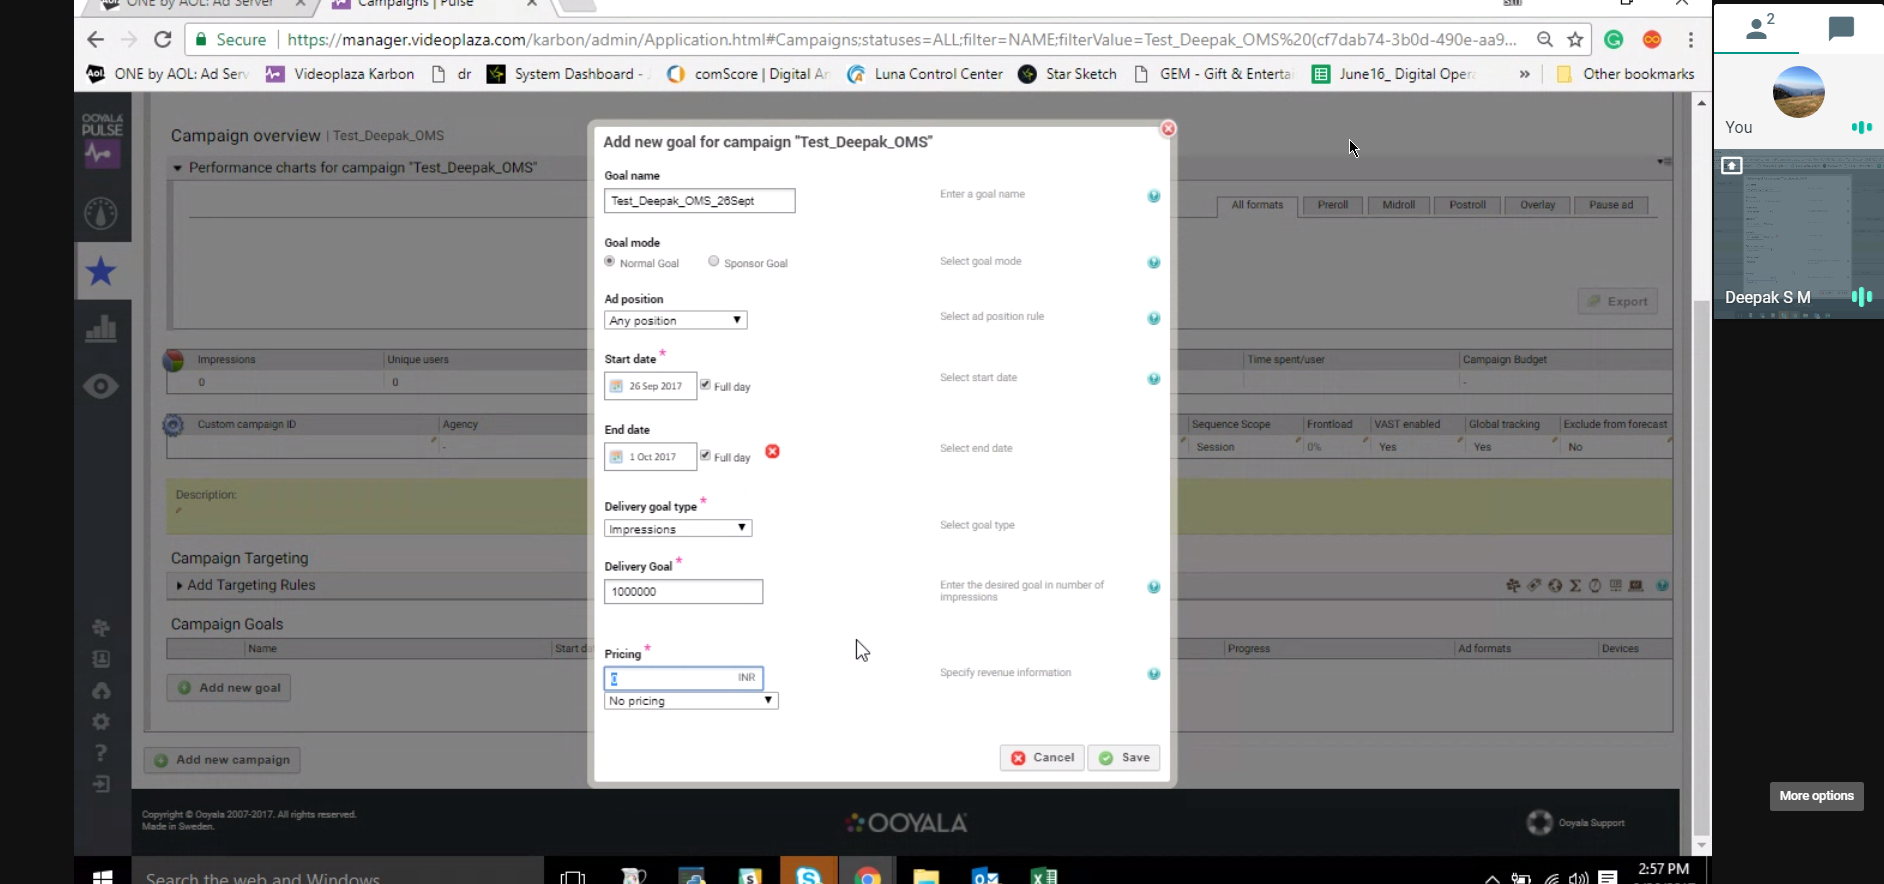 ONE by AOL: Ad Server
Campaigns | Pulse
Secure
https://manager.videoplaza.com/karbon/admin/Application.html#Campaigns;statuses=ALL;filter=NAME;filterValue=Test_Deepak_OMS%20(cf7dab74-3b0d-490e-aa9...
Aol. ONE by AOL: Ad Serv
Videoplaza Karbon
dr
System Dashboard -
comScore | Digital An
Luna Control Center
Star Sketch
GEM - Gift & Enterta
June16_ Digital Oper
»
Other bookmarks
2
You
Deepak S M
More options
OOYALA
PULSE
Campaign overview | Test_Deepak_OMS
Performance charts for campaign "Test_Deepak_OMS"
All formats
Preroll
Midroll
Postroll
Overlay
Pause ad
Export
Impressions
Unique users
Time spent/user
Campaign Budget
0
0
-
Custom campaign ID
Agency
Sequence Scope
Frontload
VAST enabled
Global tracking
Exclude from forecast
-
Session
0%
Yes
Yes
No
Description:
Campaign Targeting
Add Targeting Rules
Campaign Goals
Name
Start da
Progress
Ad formats
Devices
Add new goal
Add new campaign
Add new goal for campaign "Test_Deepak_OMS"
Goal name
Test_Deepak_OMS_26Sept
Enter a goal name
Goal mode
Normal Goal
Sponsor Goal
Select goal mode
Ad position
Any position
Select ad position rule
Start date *
26 Sep 2017
Full day
Select start date
End date
1 Oct 2017
Full day
Select end date
Delivery goal type *
Impressions
Select goal type
Delivery Goal *
1000000
Enter the desired goal in number of
impressions
Pricing *
0
INR
Specify revenue information
No pricing
Cancel
Save
Copyright © Ooyala 2007-2017. All rights reserved.
Made in Sweden.
OOYALA
Ooyala Support
Search the web and Windows
2:57 PM